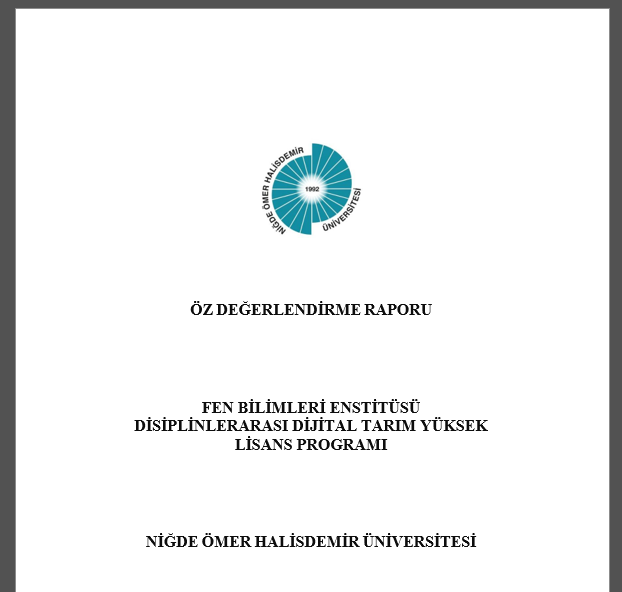 NİĞDE ÖMER HALİSDEMİR
ÜNİVERSİTESİ
1992
ÖZ DEĞERLENDİRME RAPORU
FEN BİLİMLERİ ENSTİTÜSÜ
DİSİPLİNLERARASI DİJİTAL TARIM YÜKSEK
LİSANS PROGRAMI
NİĞDE ÖMER HALİSDEMİR ÜNİVERSİTESİ